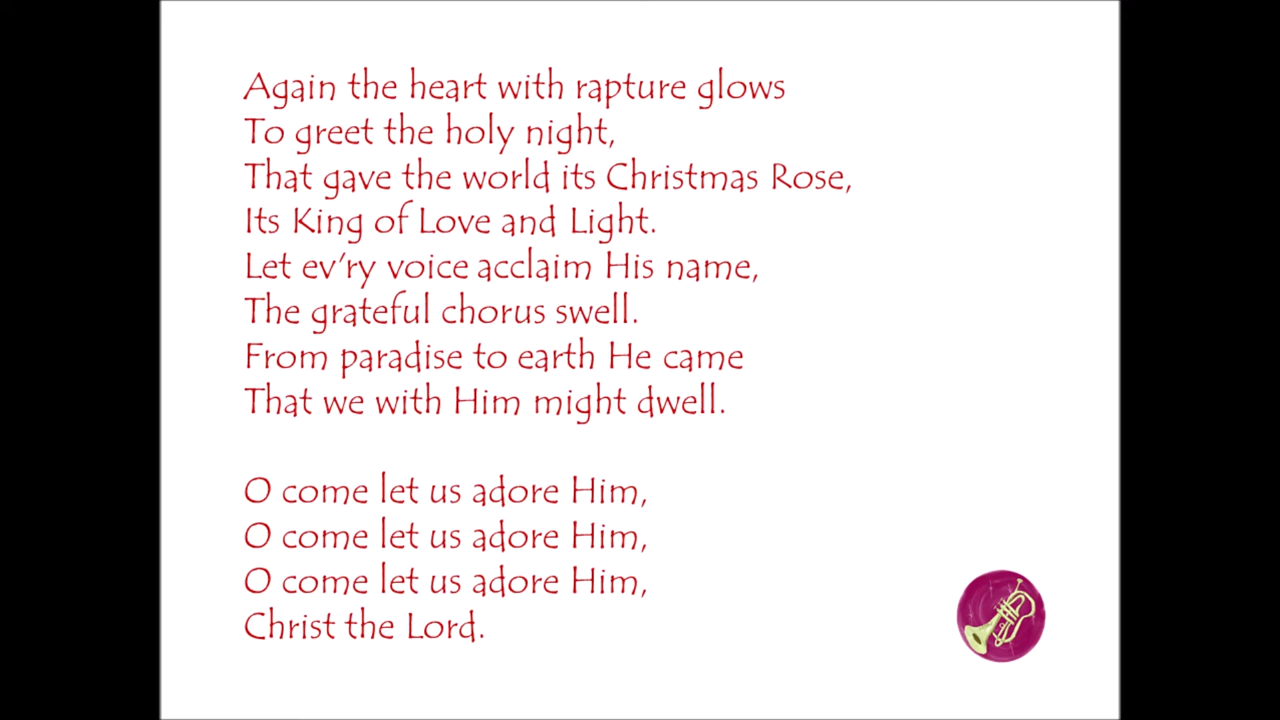 Again the heart with rapture glows
To greet the holy night,
That gave the world its Christmas Rose,
Its King of Love and Light.
Let ev'ry voice acclaim His name,
The grateful chorus swell.
From paradise to earth He came
That we with Him might dwell.
O come let us adore Him,
O come let us adore Him,
O come let us adore Him,
Christ the Lord.